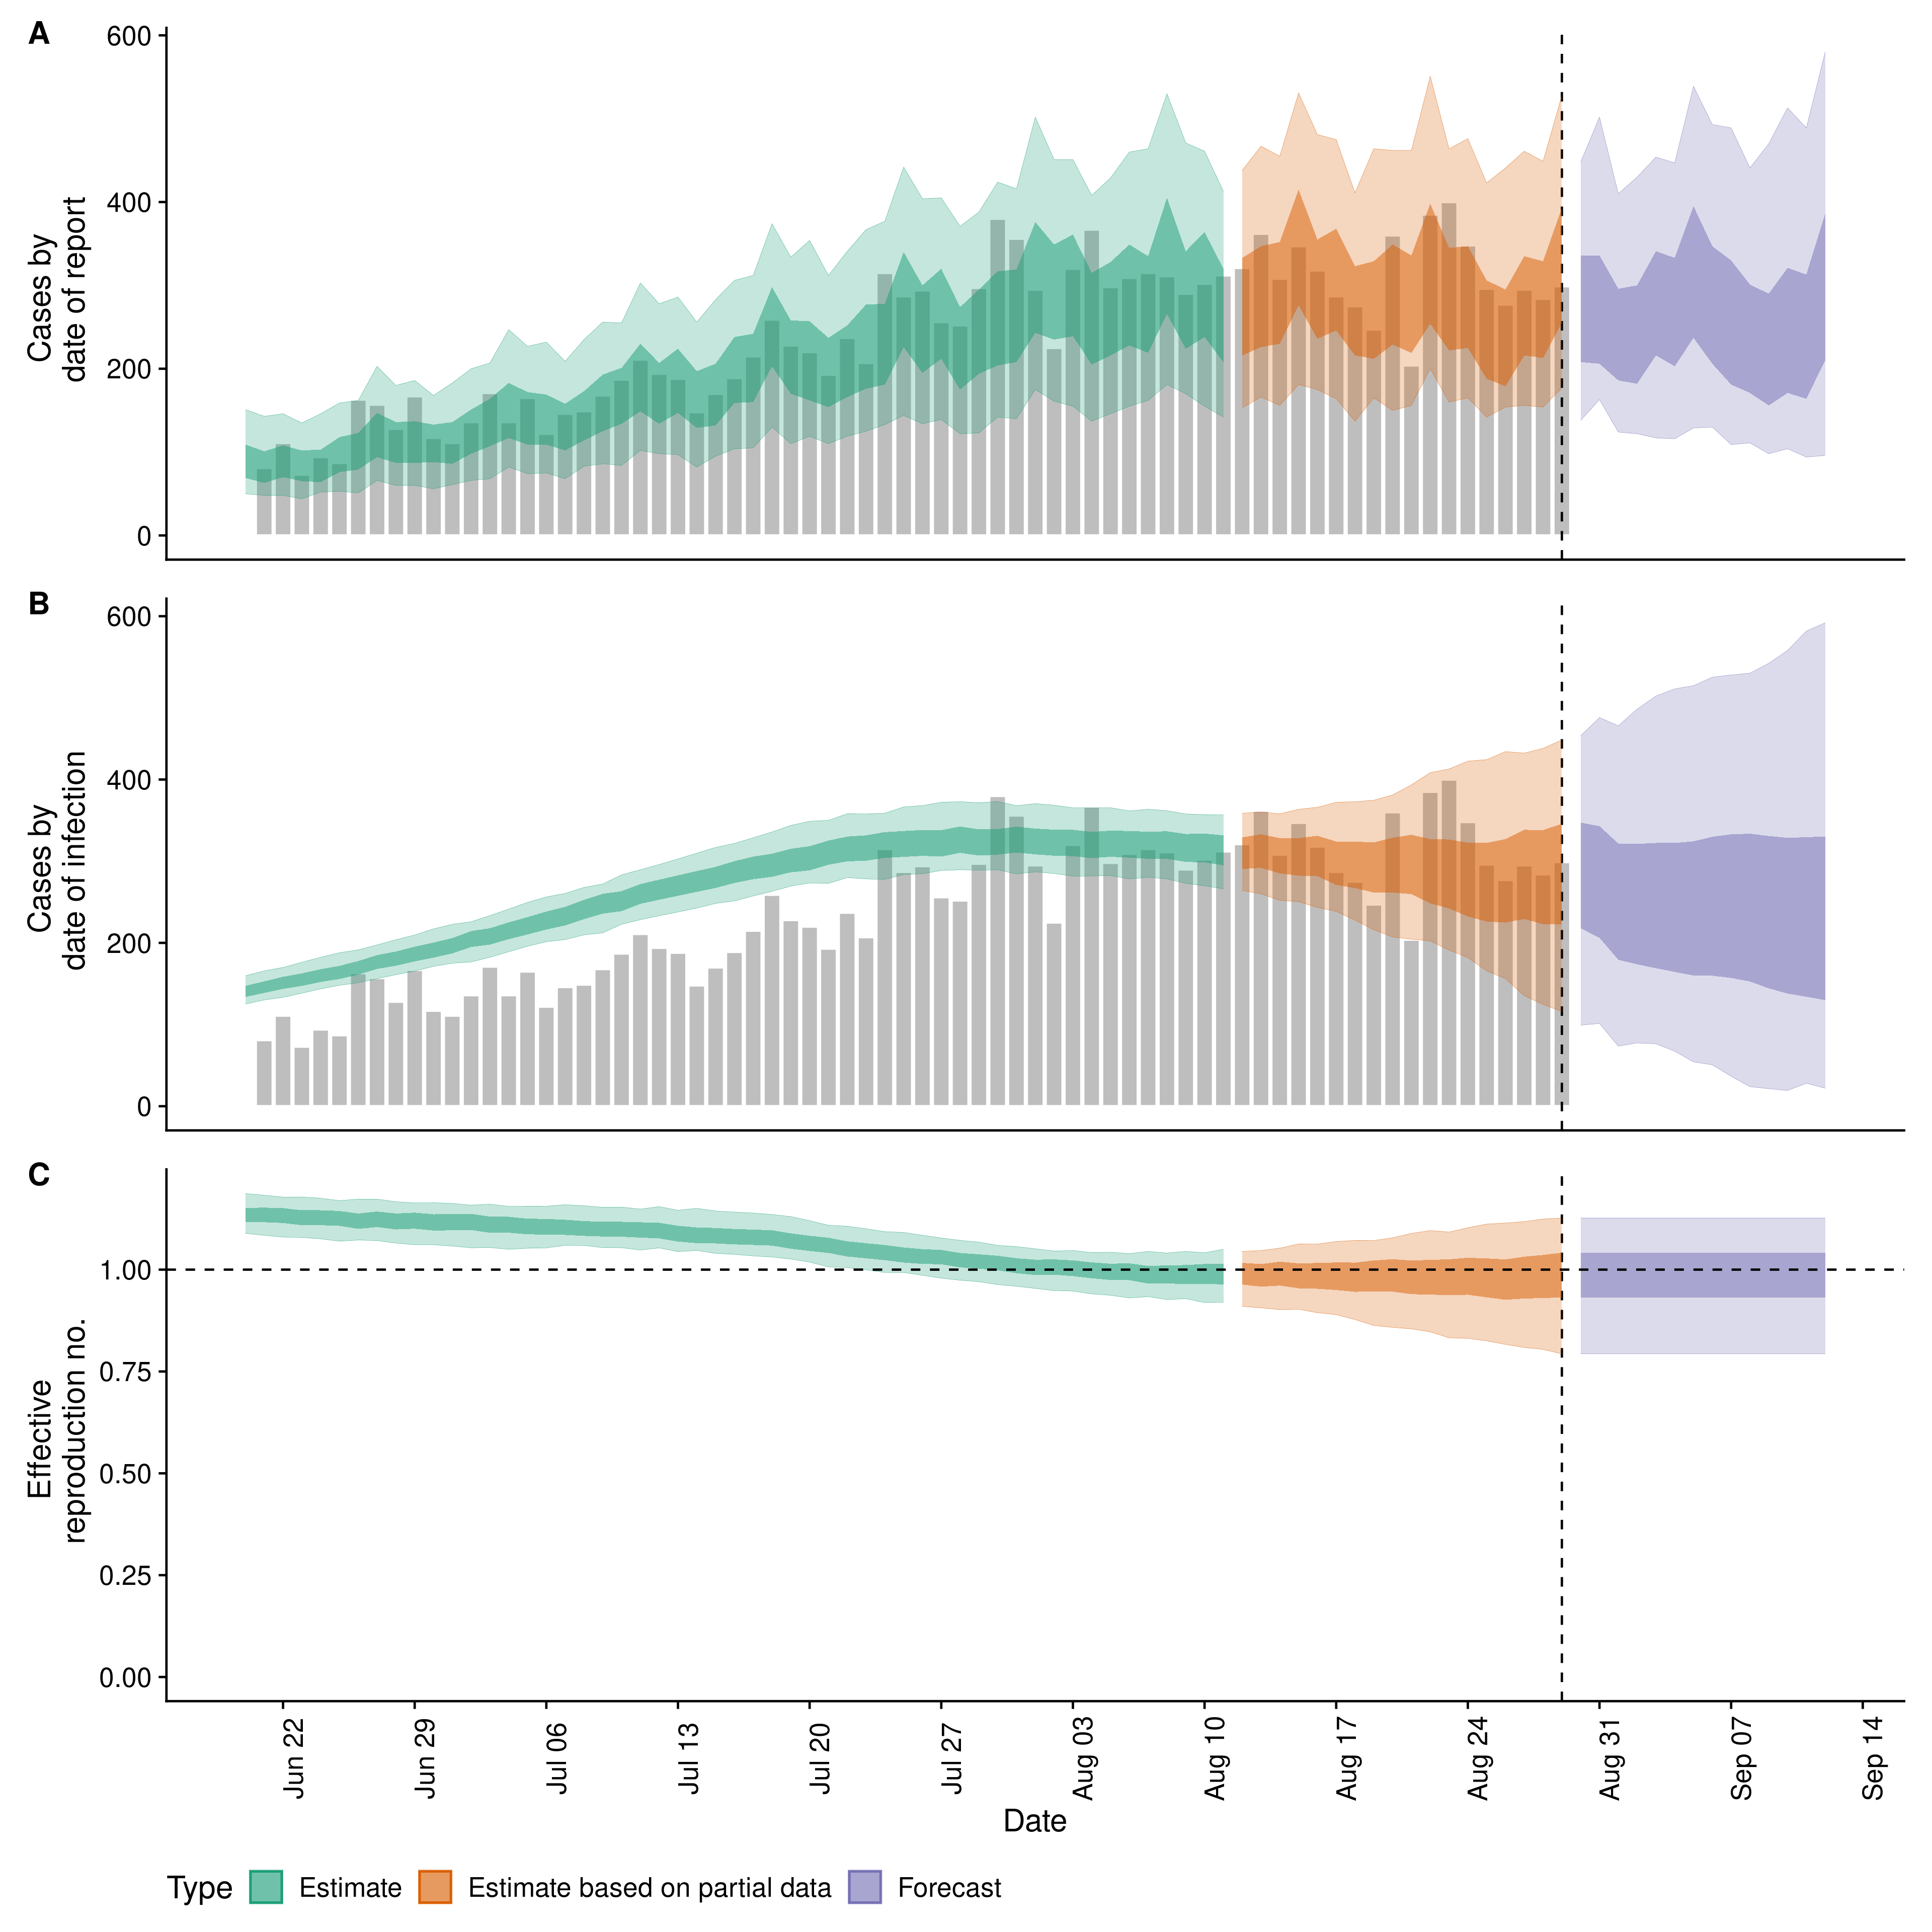 A
600
400
200
0
Cases by
date of report
B
600
400
200
0
Cases by
date of infection
C
1.00
0.75
0.50
0.25
0.00
Effective
reproduction no.
Jun 22
Jun 29
Jul 06
Jul 13
Jul 20
Jul 27
Aug 03
Aug 10
Aug 17
Aug 24
Aug 31
Sep 07
Sep 14
Date
Type Estimate Estimate based on partial data Forecast